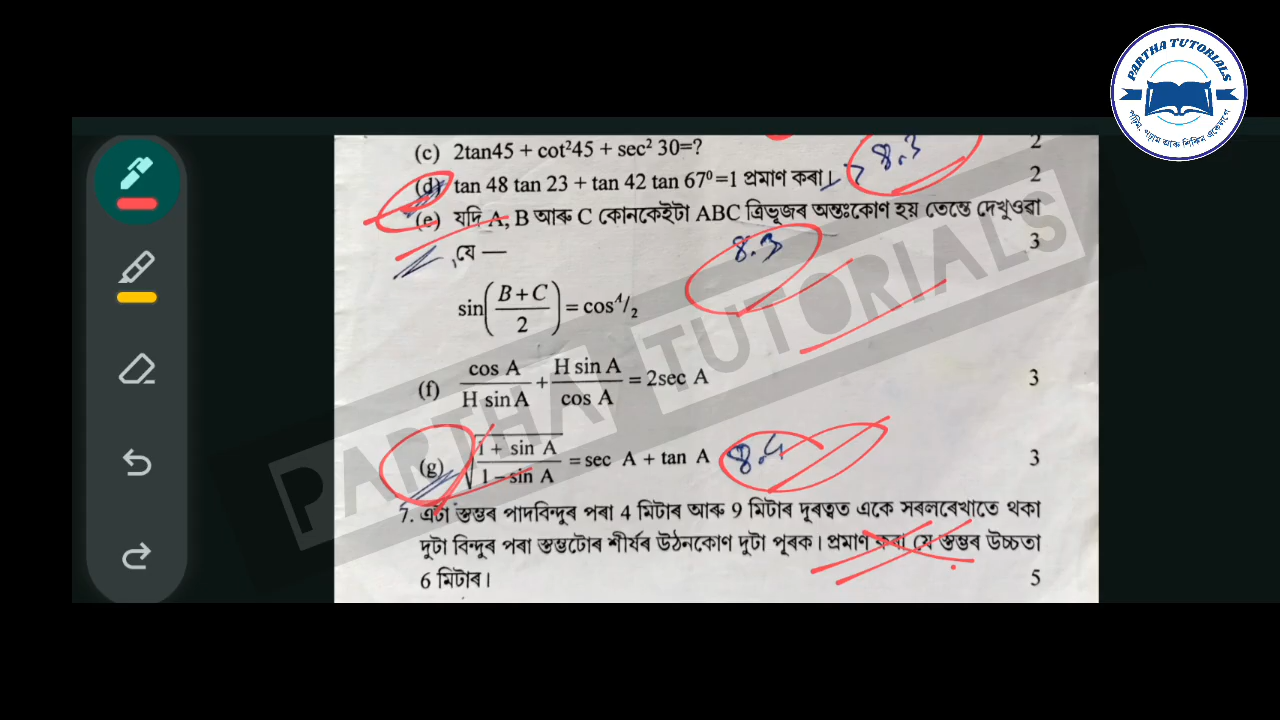 PARTHA TUTORIALS
(c) 2tan45 + cot²45 + sec² 30=? 2
8.3
(d) tan 48 tan 23 + tan 42 tan 67⁰=1 প্ৰমাণ কৰা। 2
(e) যদি A, B আৰু C কোনকেইটা ABC ত্ৰিভূজৰ অন্তঃকোণ হয় তেন্তে দেখুওৱা
যে — 3
8.3
sin(B+C/2) = cosᴬ/₂
(f) cos A/H sinA + H sin A/cos A = 2sec A 3
(g) √1 + sin A/1 – sin A = sec A + tan A 3
8.4
7. এটা স্তম্ভৰ পাদবিন্দুৰ পৰা 4 মিটাৰ আৰু 9 মিটাৰ দূৰত্বত একে সৰলৰেখাতে থকা
দুটা বিন্দুৰ পৰা স্তম্ভটোৰ শীৰ্যৰ উঠনকোণ দুটা পূৰক। প্ৰমাণ কৰা যে স্তম্ভৰ উচ্চতা
6 মিটাৰ। 5
PARTHA TUTORIALS